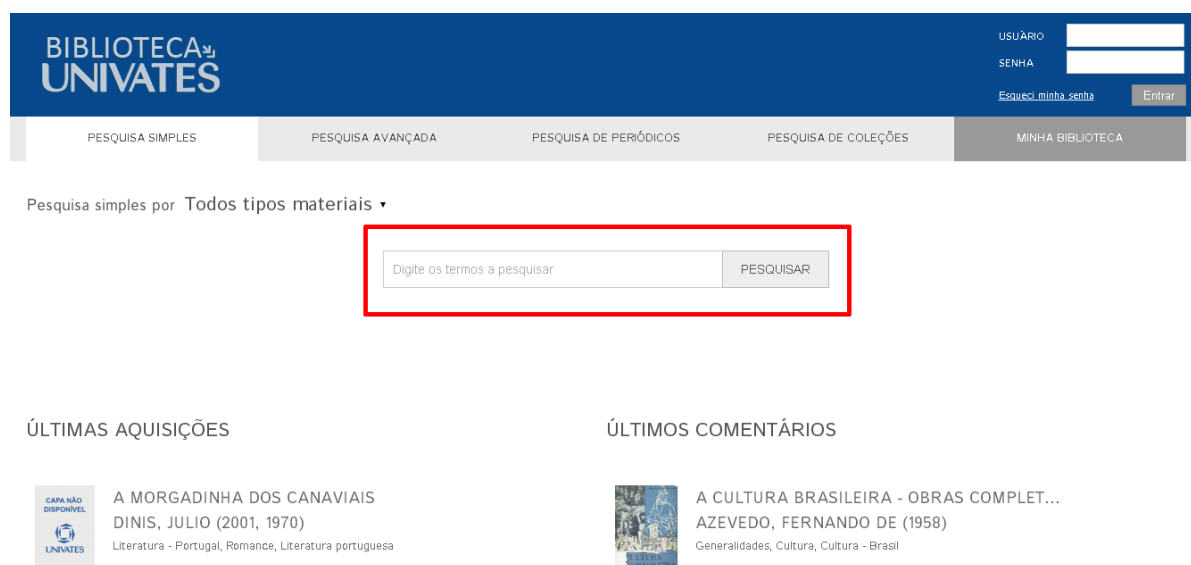 BIBLIOTECA
UNIVATES
USUÀRIO
SENHA
Esqueci minha senha
Entrar
PESQUISA SIMPLES
PESQUISA AVANÇADA
PESQUISA DE PERIÓDICOS
PESQUISA DE COLEÇÕES
MINHA BIBLIOTECA
Pesquisa simples por Todos tipos materiais
Digite os termos a pesquisar
PESQUISAR
ÚLTIMAS AQUISIÇÕES
CAPA NÃO
DISPONÍVEL
UNIVATES
A MORGADINHA DOS CANAVIAIS
DINIS, JULIO (2001, 1970)
Literatura - Portugal, Romance, Literatura portuguesa
ÚLTIMOS COMENTÁRIOS
A CULTURA BRASILEIRA - OBRAS COMPLET...
AZEVEDO, FERNANDO DE (1958)
Generalidades, Cultura, Cultura - Brasil